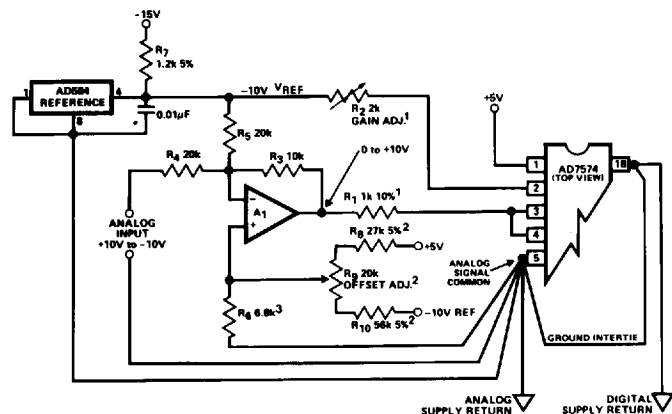 -15V
R7
1.2k 5%
1
AD584
REFERENCE
4
8
0.01µF
-10V VREF
R2 2k
GAIN ADJ.1
+5V
R5 20k
0 to +10V
R4 20k
R3 10k
A1
-
+
R1 1k 10%1
1
2
3
4
5
AD7574
(TOP VIEW)
18
ANALOG
INPUT
+10V to -10V
R8 27k 5%2
+5V
R9 20k
OFFSET ADJ.2
R6 6.8k3
R10 56k 5%2
-10V REF
ANALOG
SIGNAL
COMMON
GROUND INTERTIE
ANALOG
SUPPLY RETURN
DIGITAL
SUPPLY RETURN